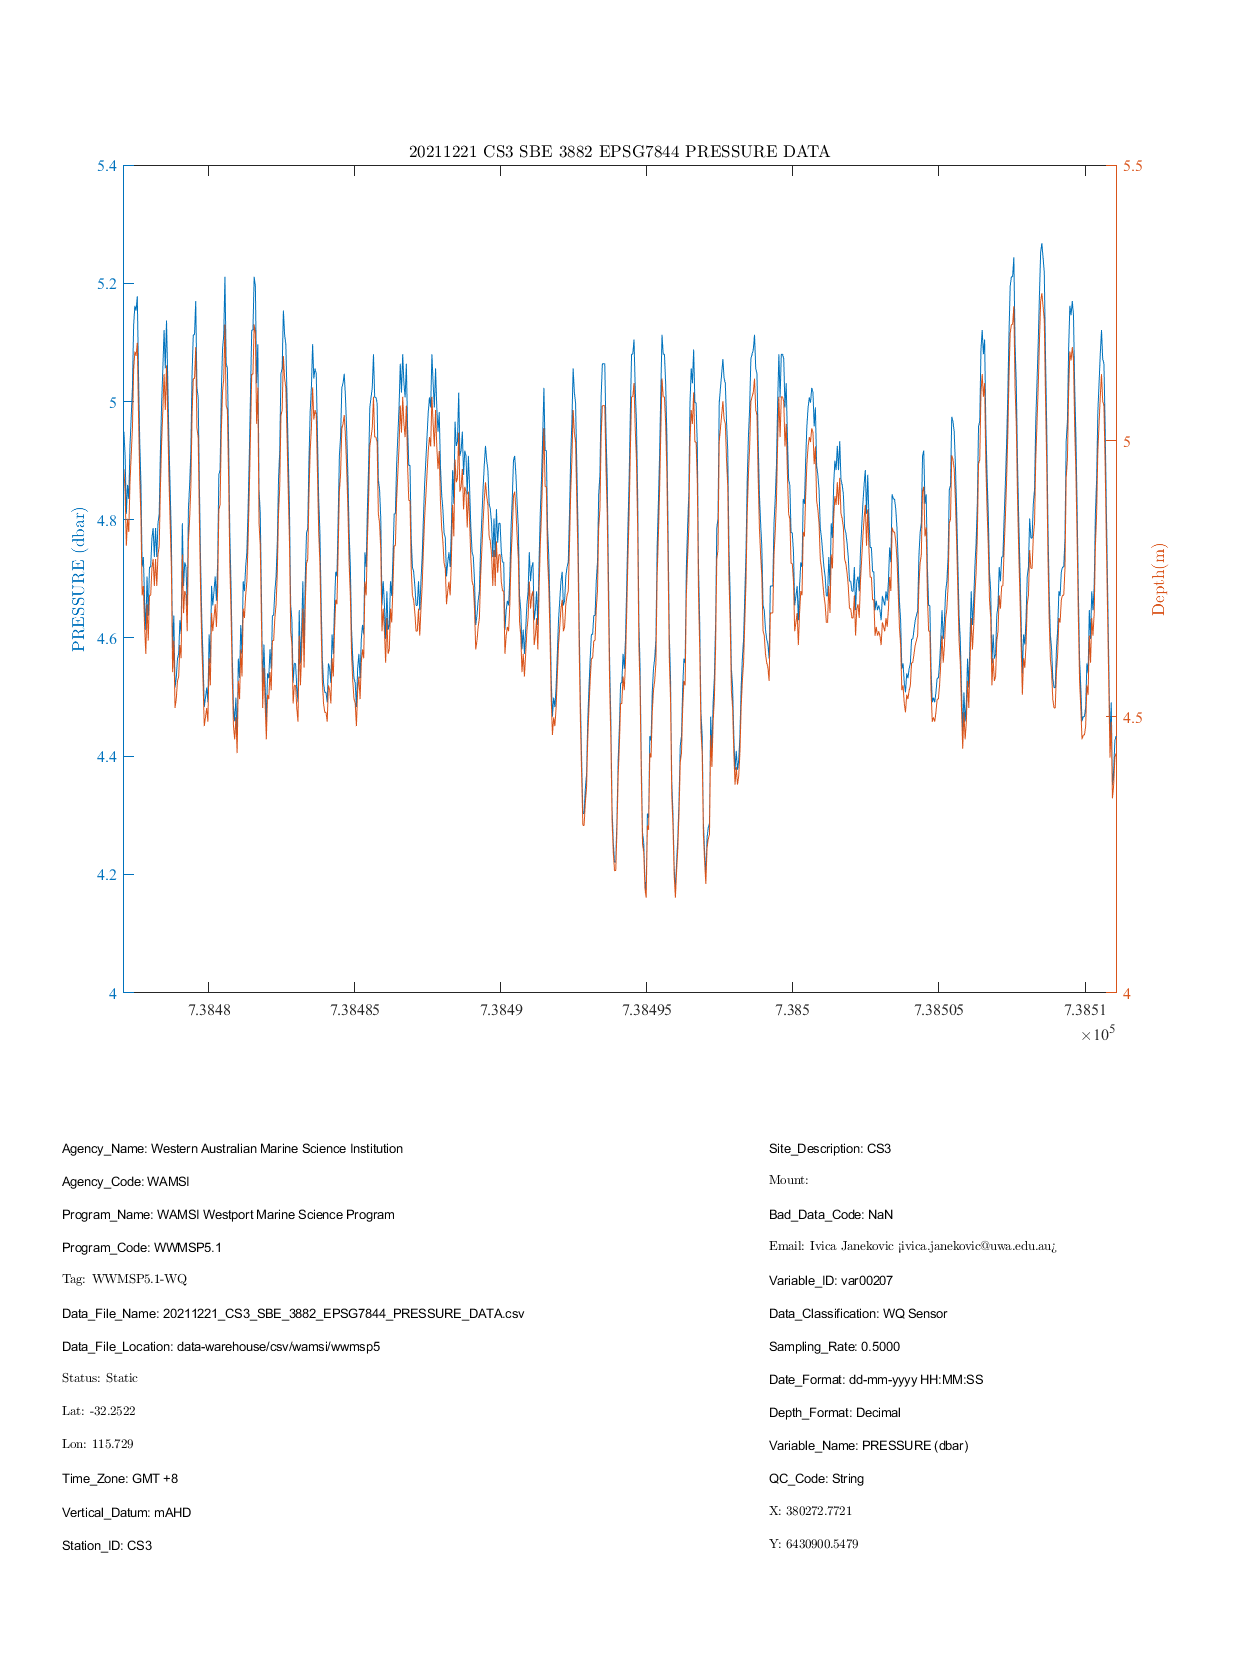 20211221 CS3 SBE 3882 EPSG7844 PRESSURE DATA
5.4
5.2
5
4.8
4.6
4.4
4.2
4
PRESSURE (dbar)
5.5
5
4.5
4
Depth(m)
7.3848 7.38485 7.3849 7.38495 7.385 7.38505 7.3851
×10^5
Agency_Name: Western Australian Marine Science Institution
Agency_Code: WAMSI
Program_Name: WAMSI Westport Marine Science Program
Program_Code: WWMSP5.1
Tag: WWMSP5.1-WQ
Data_File_Name: 20211221_CS3_SBE_3882_EPSG7844_PRESSURE_DATA.csv
Data_File_Location: data-warehouse/csv/wamsi/wwmsp5
Status: Static
Lat: -32.2522
Lon: 115.729
Time_Zone: GMT +8
Vertical_Datum: mAHD
Station_ID: CS3
Site_Description: CS3
Mount:
Bad_Data_Code: NaN
Email: Ivica Janekovic ¡ivica.janekovic@uwa.edu.au¿
Variable_ID: var00207
Data_Classification: WQ Sensor
Sampling_Rate: 0.5000
Date_Format: dd-mm-yyyy HH:MM:SS
Depth_Format: Decimal
Variable_Name: PRESSURE (dbar)
QC_Code: String
X: 380272.7721
Y: 6430900.5479